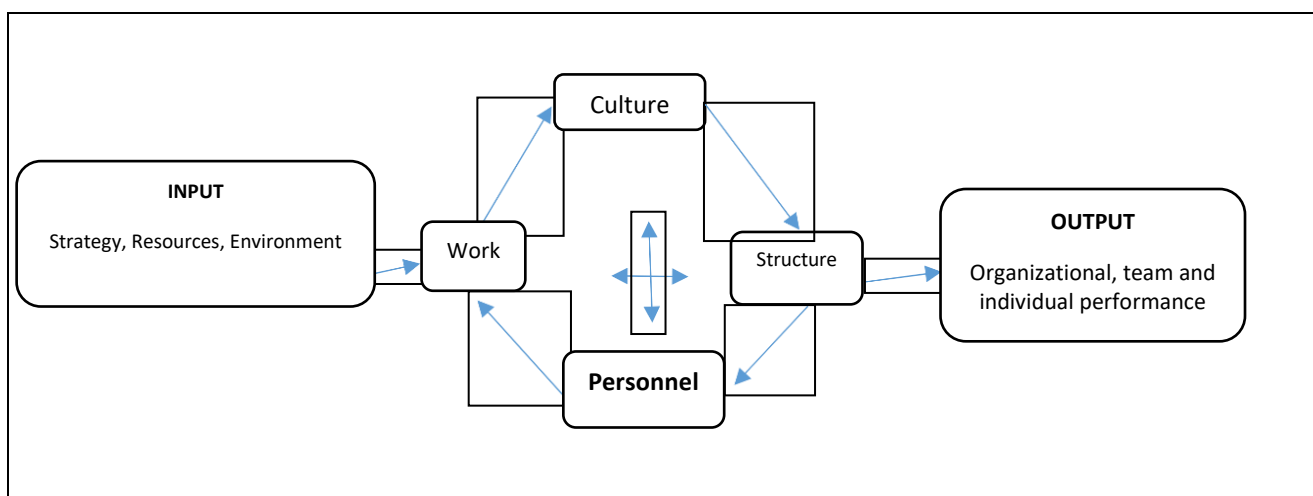 Culture
INPUT
Strategy, Resources, Environment
Work
Structure
OUTPUT
Organizational, team and
individual performance
Personnel